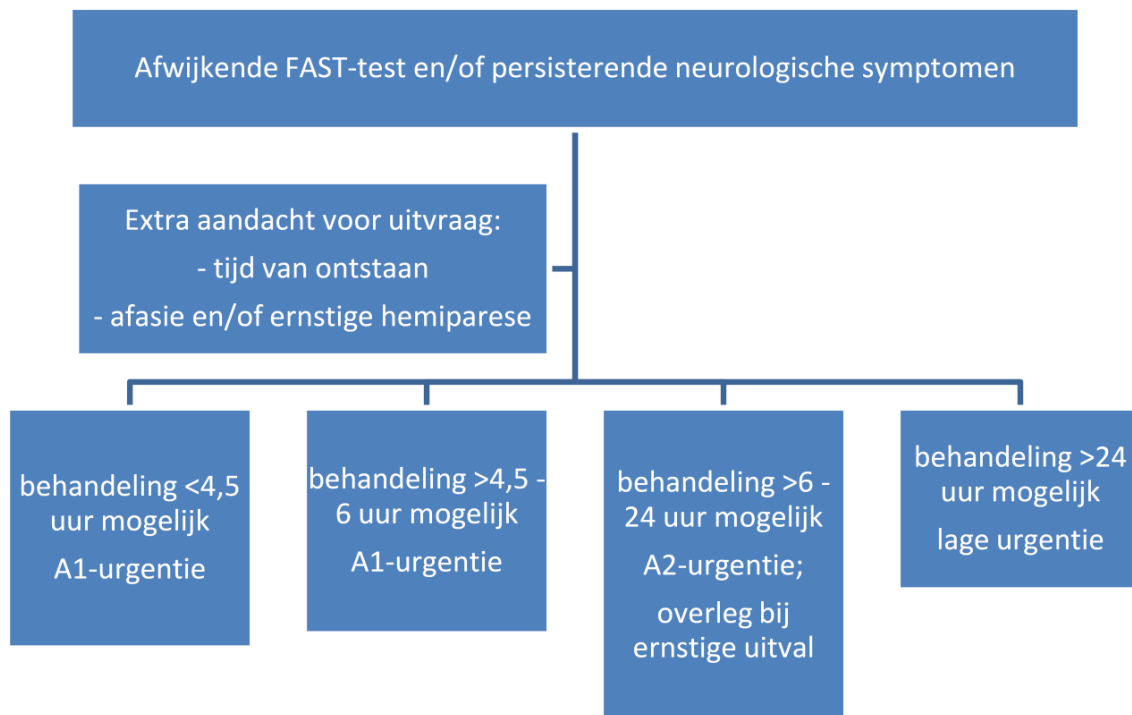 Afwijkende FAST-test en/of persisterende neurologische symptomen
Extra aandacht voor uitvraag:
- tijd van ontstaan
- afasie en/of ernstige hemiparese
behandeling <4,5
uur mogelijk
A1-urgentie
behandeling >4,5 -
6 uur mogelijk
A1-urgentie
behandeling >6 -
24 uur mogelijk
A2-urgentie;
overleg bij
ernstige uitval
behandeling >24
uur mogelijk
lage urgentie